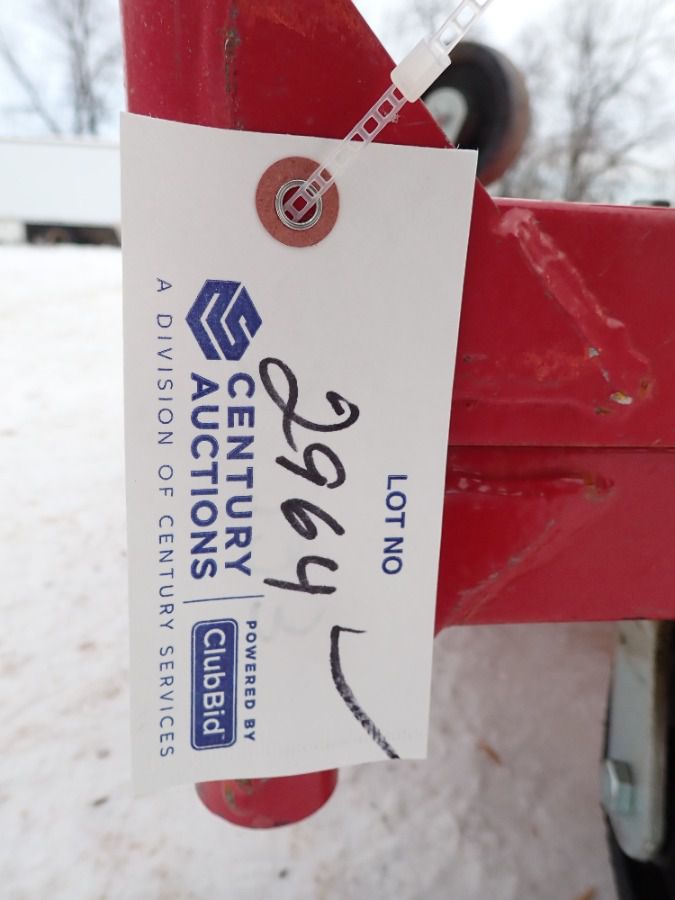 LOT NO
2964
CENTURY
AUCTIONS
POWERED BY
ClubBid
A DIVISION OF CENTURY SERVICES